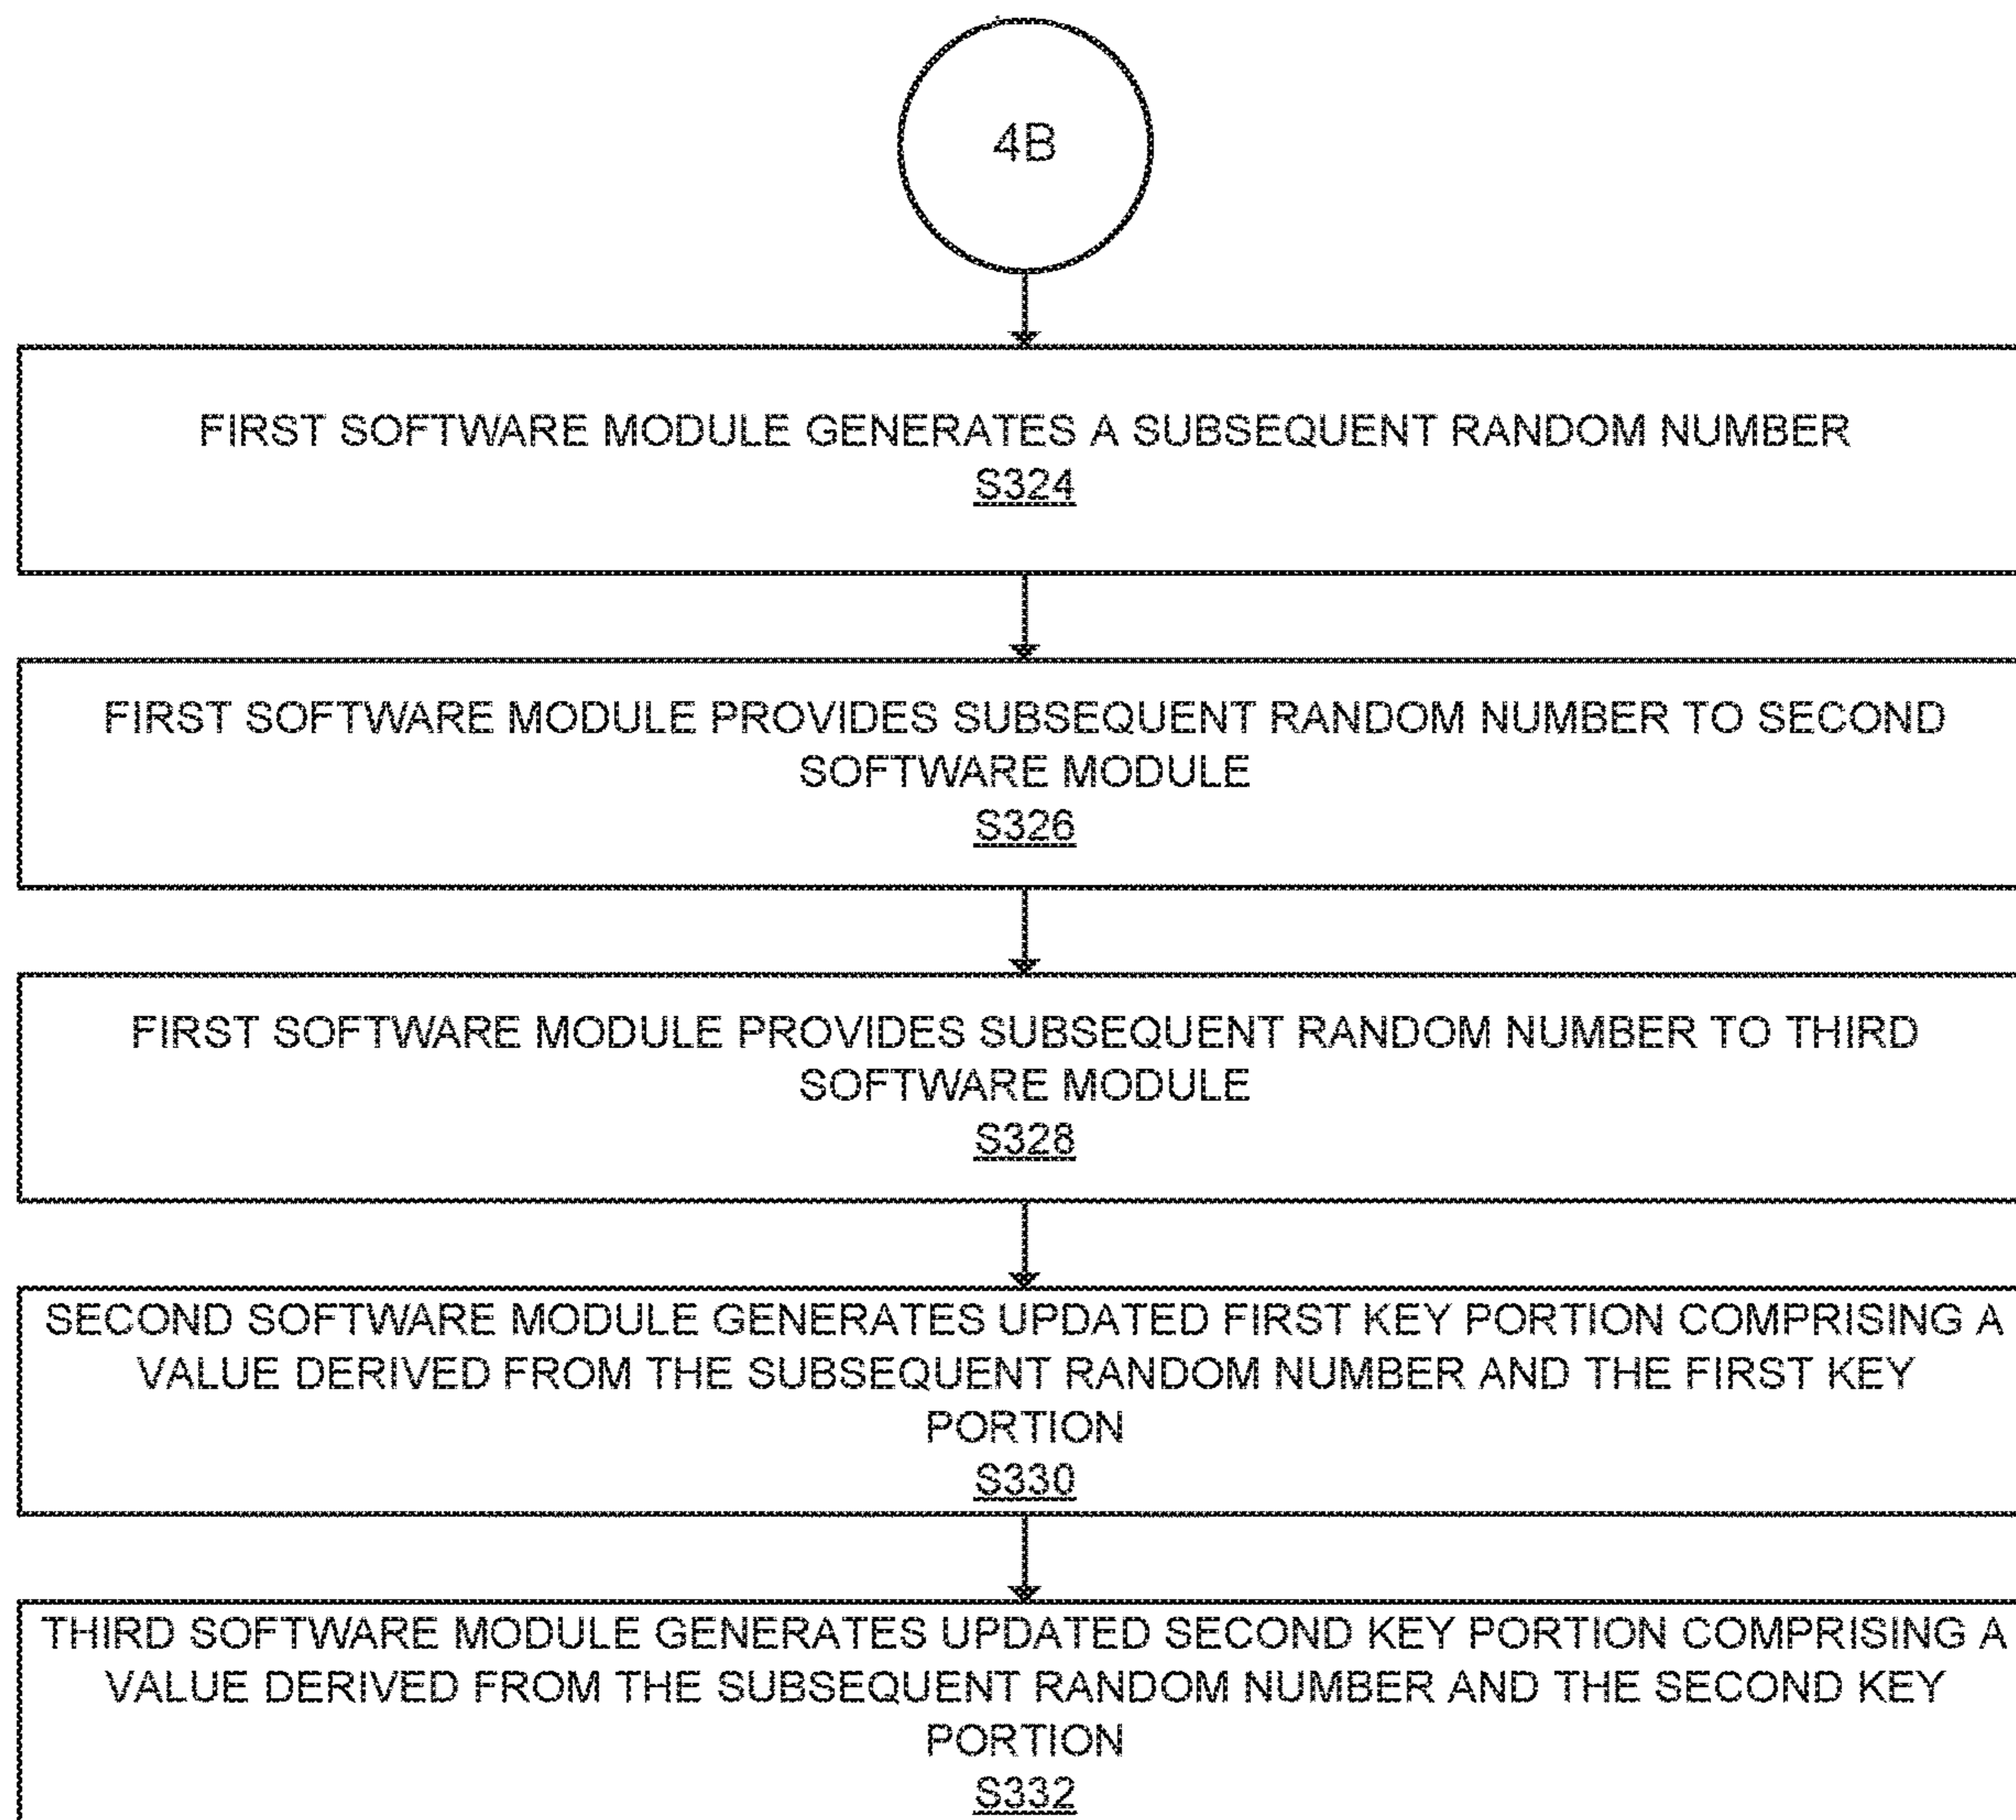 4B
FIRST SOFTWARE MODULE GENERATES A SUBSEQUENT RANDOM NUMBER
S324
FIRST SOFTWARE MODULE PROVIDES SUBSEQUENT RANDOM NUMBER TO SECOND
SOFTWARE MODULE
S326
FIRST SOFTWARE MODULE PROVIDES SUBSEQUENT RANDOM NUMBER TO THIRD
SOFTWARE MODULE
S328
SECOND SOFTWARE MODULE GENERATES UPDATED FIRST KEY PORTION COMPRISING A
VALUE DERIVED FROM THE SUBSEQUENT RANDOM NUMBER AND THE FIRST KEY
PORTION
S330
THIRD SOFTWARE MODULE GENERATES UPDATED SECOND KEY PORTION COMPRISING A
VALUE DERIVED FROM THE SUBSEQUENT RANDOM NUMBER AND THE SECOND KEY
PORTION
S332